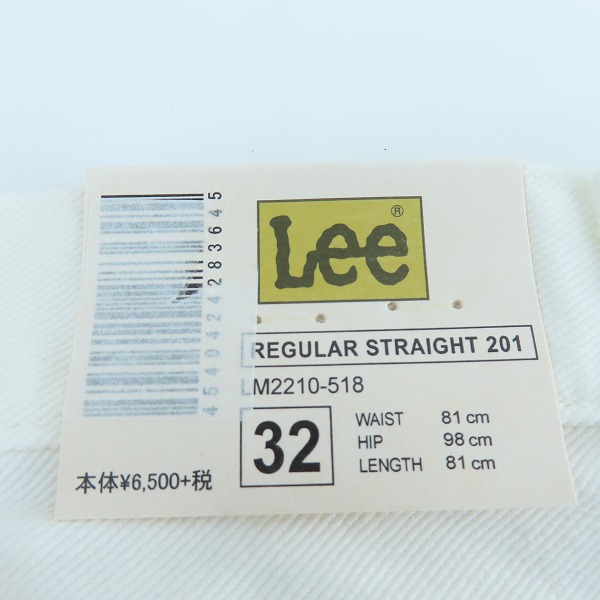 4549424283645
Lee®
REGULAR STRAIGHT 201
LM2210-518
32
WAIST 81 cm
HIP 98 cm
LENGTH 81 cm
本体¥6,500+税